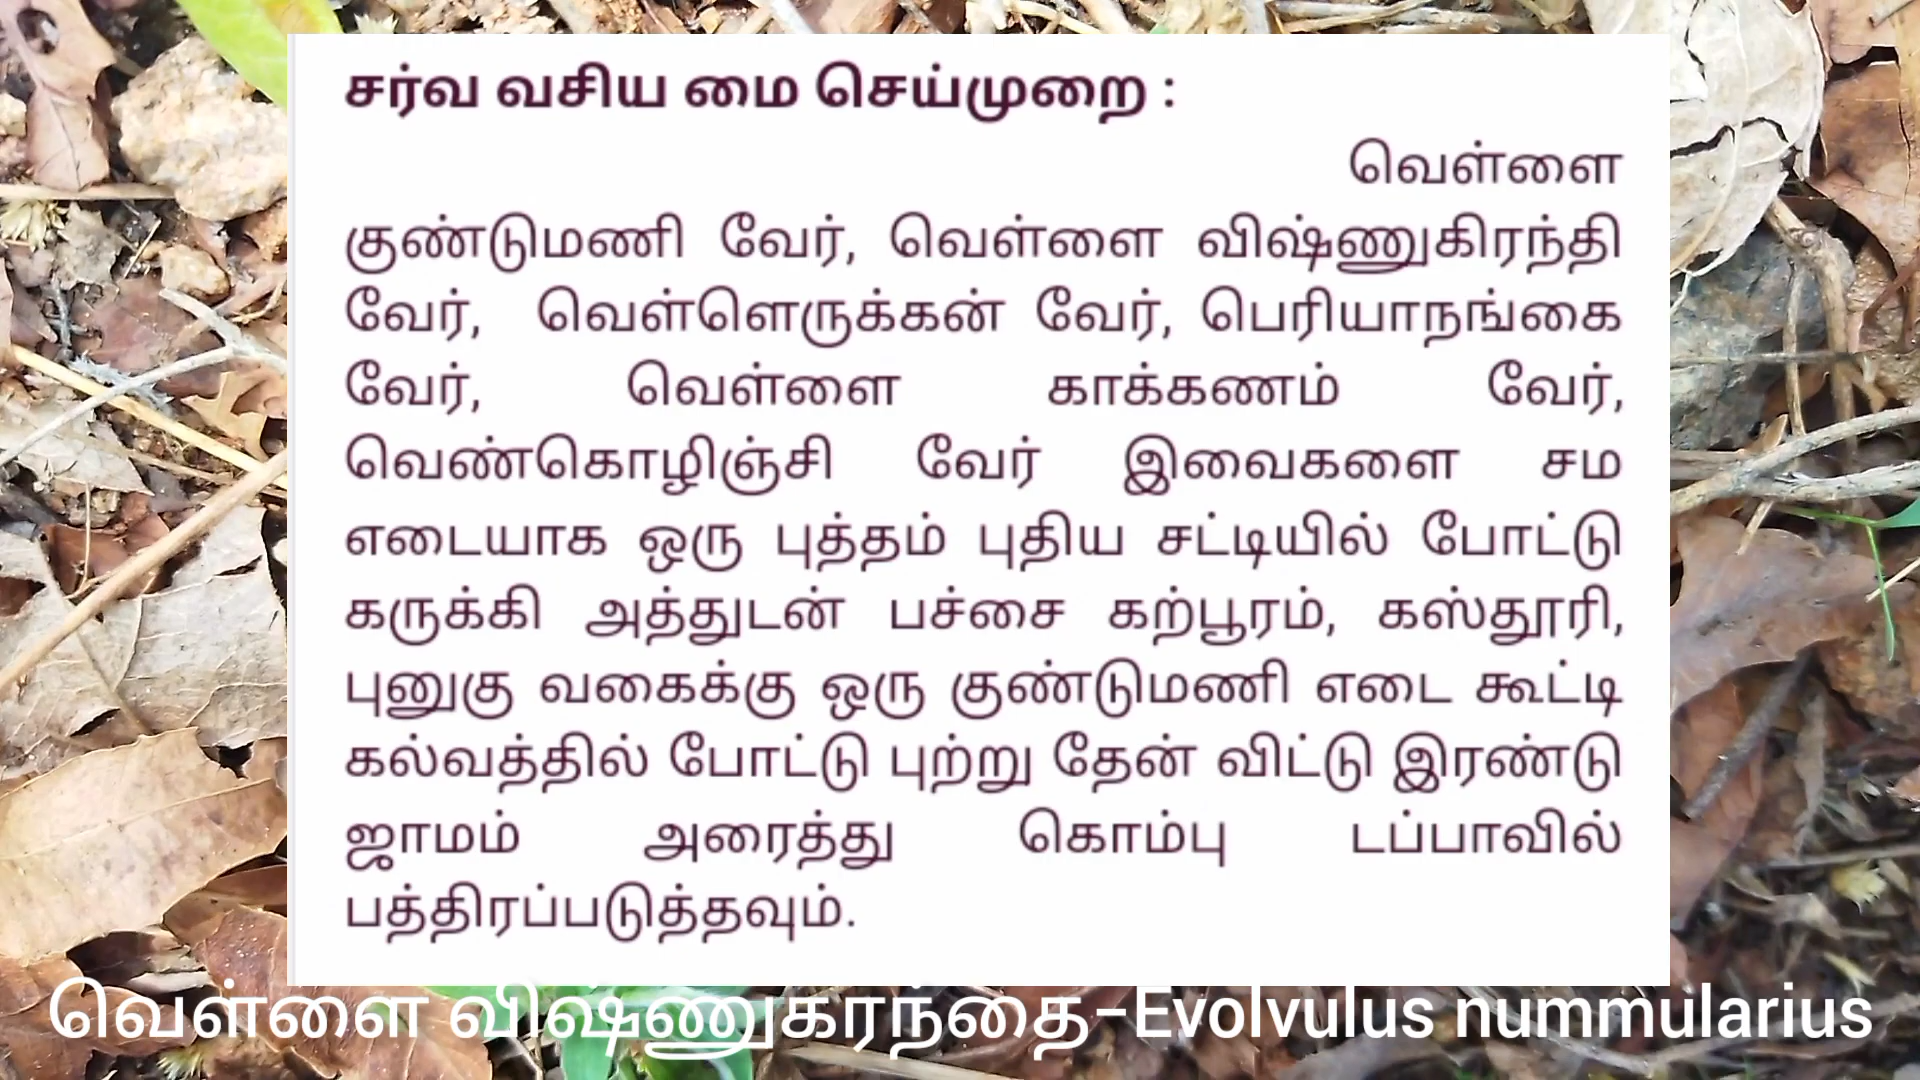 சர்வ வசிய மை செய்முறை :
வெள்ளை
குண்டுமணி வேர், வெள்ளை விஷ்ணுகிரந்தி
வேர், வெள்ளெருக்கன் வேர், பெரியாநங்கை
வேர், வெள்ளை காக்கணம் வேர்,
வெண்கொழிஞ்சி வேர் இவைகளை சம
எடையாக ஒரு புத்தம் புதிய சட்டியில் போட்டு
கருக்கி அத்துடன் பச்சை கற்பூரம், கஸ்தூரி,
புனுகு வகைக்கு ஒரு குண்டுமணி எடை கூட்டி
கல்வத்தில் போட்டு புற்று தேன் விட்டு இரண்டு
ஜாமம் அரைத்து கொம்பு டப்பாவில்
பத்திரப்படுத்தவும்.
வெள்ளை விஷ்ணுகரந்தை-Evolvulus nummularius